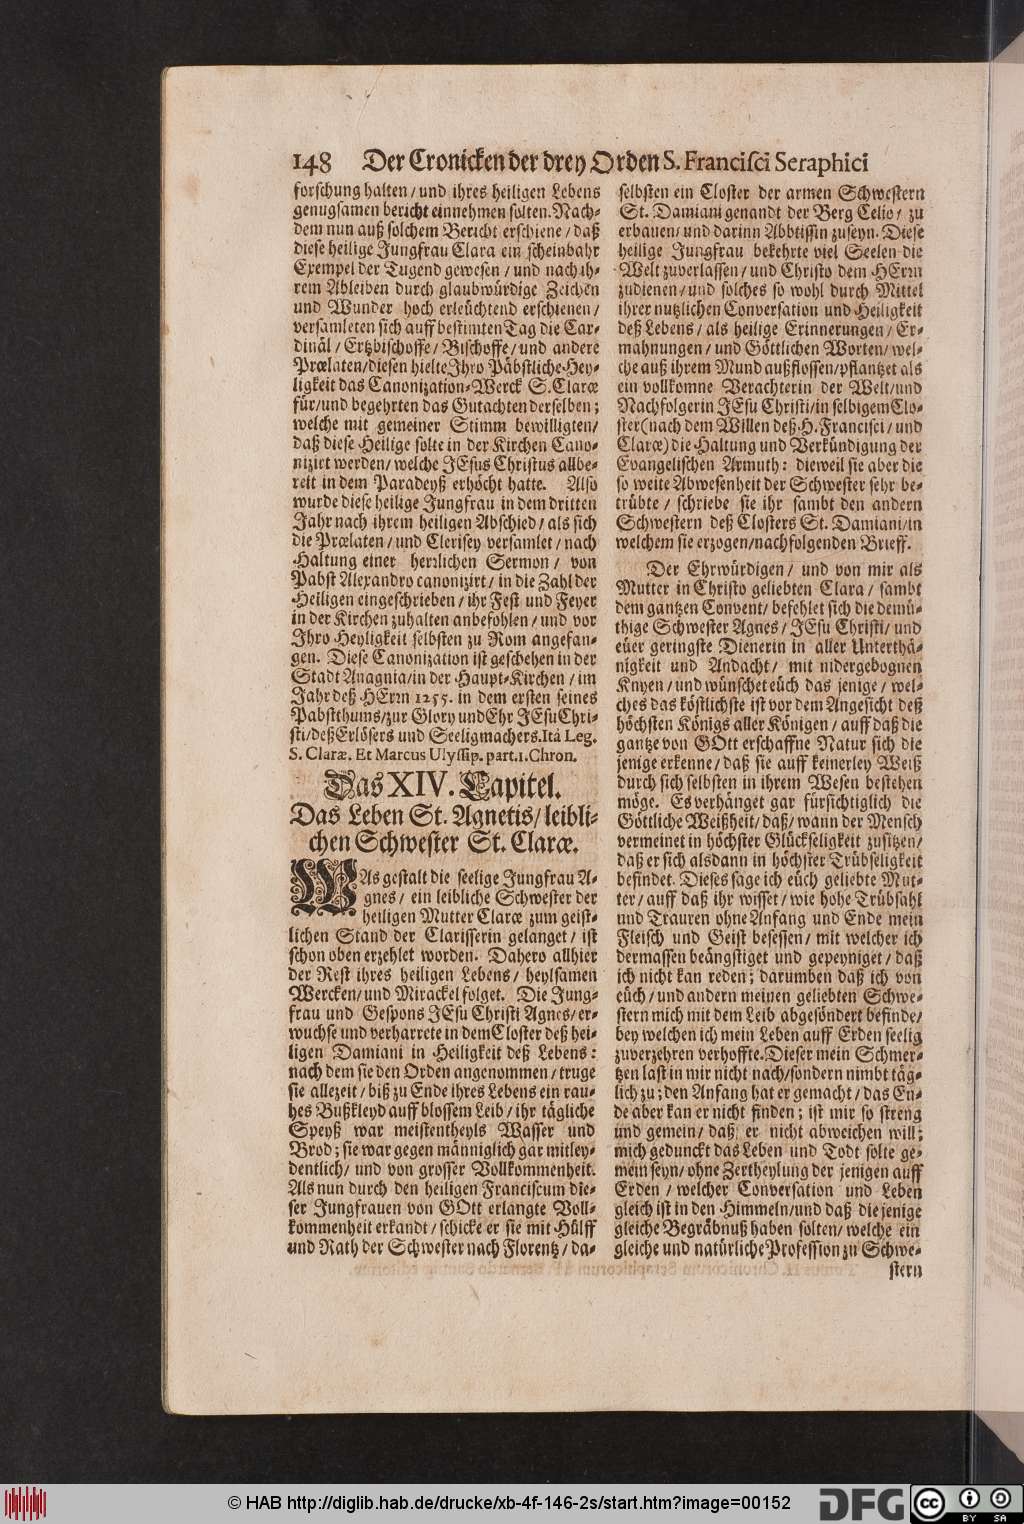 148 Der Cronicken der drey Orden S. Francisci Seraphici
forschung halten / und ihres heiligen Lebens
genugsamen bericht einnehmen solten. Nach-
dem nun auß solchem Bericht erschiene / daß
diese heilige Jungfrau Clara ein scheinbahr
Exempel der Tugend gewesen / und nach ih-
rem Ableiben durch glaubwürdige Zeichen
und Wunder hoch erleüchtend erschienen /
versamleten sich auff bestimten Tag die Car-
dinäl / Ertzbischoffe / Bischoffe / und andere
Prælaten / diesen hielte Ihro Päbstliche Hey-
ligkeit das Canonization-Werck S. Claræ
für / und begehrten das Gutachten derselben;
welche mit gemeiner Stimm bewilligten /
daß diese Heilige solte in der Kirchen Cano-
nizirt werden / welche JEsus Christus allbe-
reit in dem Paradeyß erhöcht hatte. Also
wurde diese heilige Jungfrau in dem dritten
Jahr nach ihrem heiligen Abschied / als sich
die Prælaten / und Clerisey versamlet / nach
Haltung einer herrlichen Sermon / von
Pabst Alexandro canonizirt / in die Zahl der
Heiligen eingeschrieben / ihr Fest und Feyer
in der Kirchen zuhalten anbefohlen / und vor
Ihro Heyligkeit selbsten zu Rom angefan-
gen. Diese Canonization ist geschehen in der
Stadt Anagnia / in der Haupt-Kirchen / im
Jahr deß HErrn 1255. in dem ersten seines
Pabstthums / zur Glory und Ehr JEsu Chri-
sti / deß Erlösers und Seeligmachers. Ità Leg.
S. Claræ. Et Marcus Ulyssip. part. 1. Chron.
Das XIV. Capitel.
Das Leben St. Agnetis / leibli-
chen Schwester St. Claræ.
WAs gestalt die seelige Jungfrau A-
gnes / ein leibliche Schwester der
heiligen Mutter Claræ zum geist-
lichen Stand der Clarisserin gelanget / ist
schon oben erzehlet worden. Dahero allhier
der Rest ihres heiligen Lebens / heylsamen
Wercken / und Mirackel folget. Die Jung-
frau und Gespons JEsu Christi Agnes / er-
wuchse und verharrete in dem Closter deß hei-
ligen Damiani in Heiligkeit deß Lebens:
nach dem sie den Orden angenommen / truge
sie allezeit / biß zu Ende ihres Lebens ein rau-
hes Bußkleyd auff blossem Leib / ihr tägliche
Speyß war meistentheyls Wasser und
Brod; sie war gegen männiglich gar mitley-
dentlich / und von grosser Vollkommenheit.
Als nun durch den heiligen Franciscum die-
ser Jungfrauen von GOtt erlangte Voll-
kommenheit erkandt / schicke er sie mit Hülff
und Rath der Schwester nach Florentz / da-
selbsten ein Closter der armen Schwestern
St. Damiani genandt der Berg Celio / zu
erbauen / und darinn Abbtissin zuseyn. Diese
heilige Jungfrau bekehrte viel Seelen die
Welt zuverlassen / und Christo dem HErrn
zudienen / und solches so wohl durch Mittel
ihrer nutzlichen Conversation und Heiligkeit
deß Lebens / als heilige Erinnerungen / Er-
mahnungen / und Göttlichen Worten / wel-
che auß ihrem Mund außflossen / pflantzet als
ein vollkomne Verachterin der Welt / und
Nachfolgerin JEsu Christi / in selbigem Clo-
ster (nach dem Willen deß H. Francisci / und
Claræ) die Haltung und Verkündigung der
Evangelischen Armuth: dieweil sie aber die
so weite Abwesenheit der Schwester sehr be-
trübte / schriebe sie ihr sambt den andern
Schwestern deß Closters St. Damiani / in
welchem sie erzogen / nachfolgenden Brieff.
Der Ehrwürdigen / und von mir als
Mutter in Christo geliebten Clara / sambt
dem gantzen Convent / befehlet sich die demü-
thige Schwester Agnes / JEsu Christi / und
eüer geringste Dienerin in aller Unterthä-
nigkeit und Andacht / mit nidergebognen
Knyen / und wünschet eüch das jenige / wel-
ches das köstlichste ist vor dem Angesicht deß
höchsten Königs aller Königen / auff daß die
gantze von GOtt erschaffne Natur sich die
jenige erkenne / daß sie auff keinerley Weiß
durch sich selbsten in ihrem Wesen bestehen
möge. Es verhänget gar fürsichtiglich die
Göttliche Weißheit / daß / wann der Mensch
vermeinet in höchster Glückseligkeit zusitzen /
daß er sich alsdann in höchster Trübseligkeit
befindet. Dieses sage ich eüch geliebte Mut-
ter / auff daß ihr wisset / wie hohe Trübsahl
und Trauren ohne Anfang und Ende mein
Fleisch und Geist besessen / mit welcher ich
dermassen beängstiget und gepeyniget / daß
ich nicht kan reden; darumben daß ich von
eüch / und andern meinen geliebten Schwe-
stern mich mit dem Leib abgesöndert befinde /
bey welchen ich mein Leben auff Erden seelig
zuverzehren verhoffte. Dieser mein Schmer-
tzen last in wir nicht nach / sondern nimbt täg-
lich zu; den Anfang hat er gemacht / das En-
de aber kan er nicht finden; ist mir so streng
und gemein / daß er nicht abweichen will;
mich gedunckt das Leben und Todt solte ge-
mein seyn / ohne Zertheylung der jenigen auff
Erden / welcher Conversation und Leben
gleich ist in den Himmeln / und daß die jenige
gleiche Begräbnuß haben solten / welche ein
gleiche und natürliche Profession zu Schwe-
stern
© HAB http://diglib.hab.de/drucke/xb-4f-146-2s/start.htm?image=00152
DFG
cc
BY SA